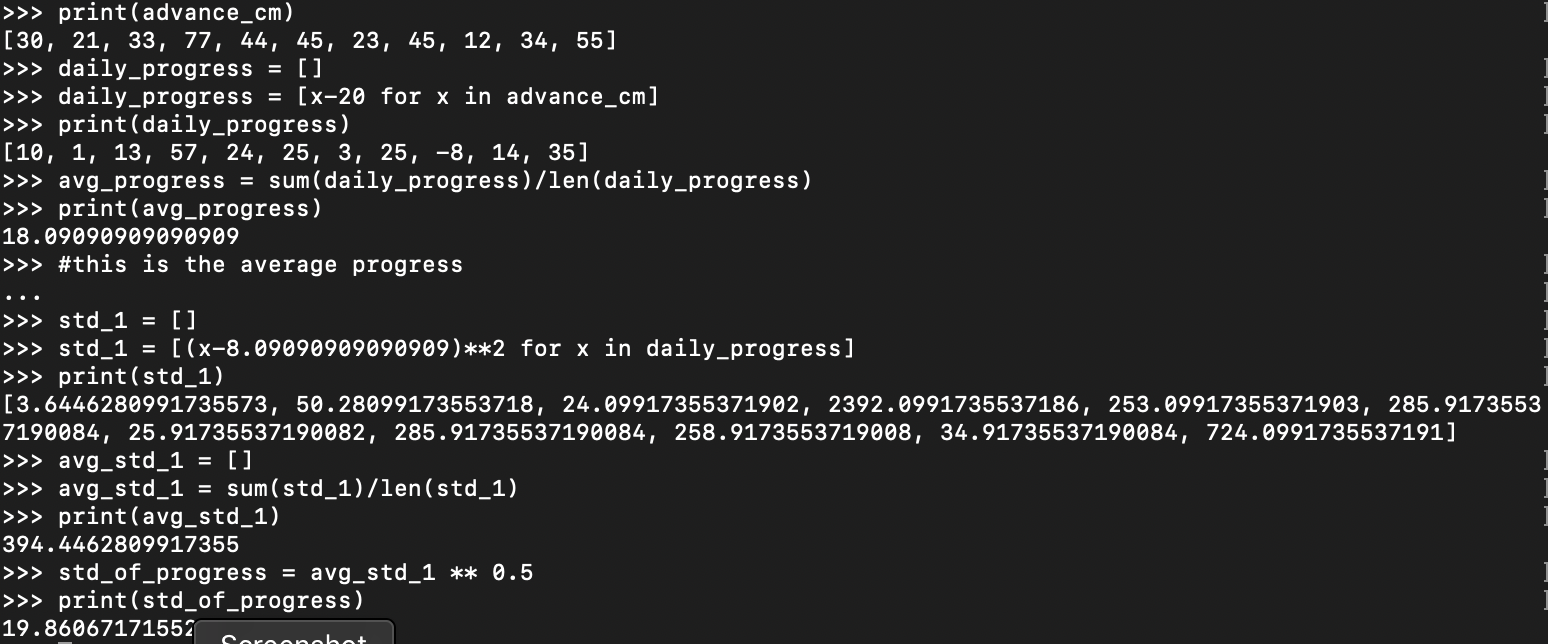 >>> print(advance_cm)
[30, 21, 33, 77, 44, 45, 23, 45, 12, 34, 55]
>>> daily_progress = []
>>> daily_progress = [x-20 for x in advance_cm]
>>> print(daily_progress)
[10, 1, 13, 57, 24, 25, 3, 25, -8, 14, 35]
>>> avg_progress = sum(daily_progress)/len(daily_progress)
>>> print(avg_progress)
18.09090909090909
>>> #this is the average progress
...
>>> std_1 = []
>>> std_1 = [(x-8.09090909090909)**2 for x in daily_progress]
>>> print(std_1)
[3.6446280991735573, 50.28099173553718, 24.09917355371902, 2392.0991735537186, 253.09917355371903, 285.9173553
7190084, 25.91735537190082, 285.91735537190084, 258.9173553719008, 34.91735537190084, 724.0991735537191]
>>> avg_std_1 = []
>>> avg_std_1 = sum(std_1)/len(std_1)
>>> print(avg_std_1)
394.4462809917355
>>> std_of_progress = avg_std_1 ** 0.5
>>> print(std_of_progress)
19.86067171552
Screenshot